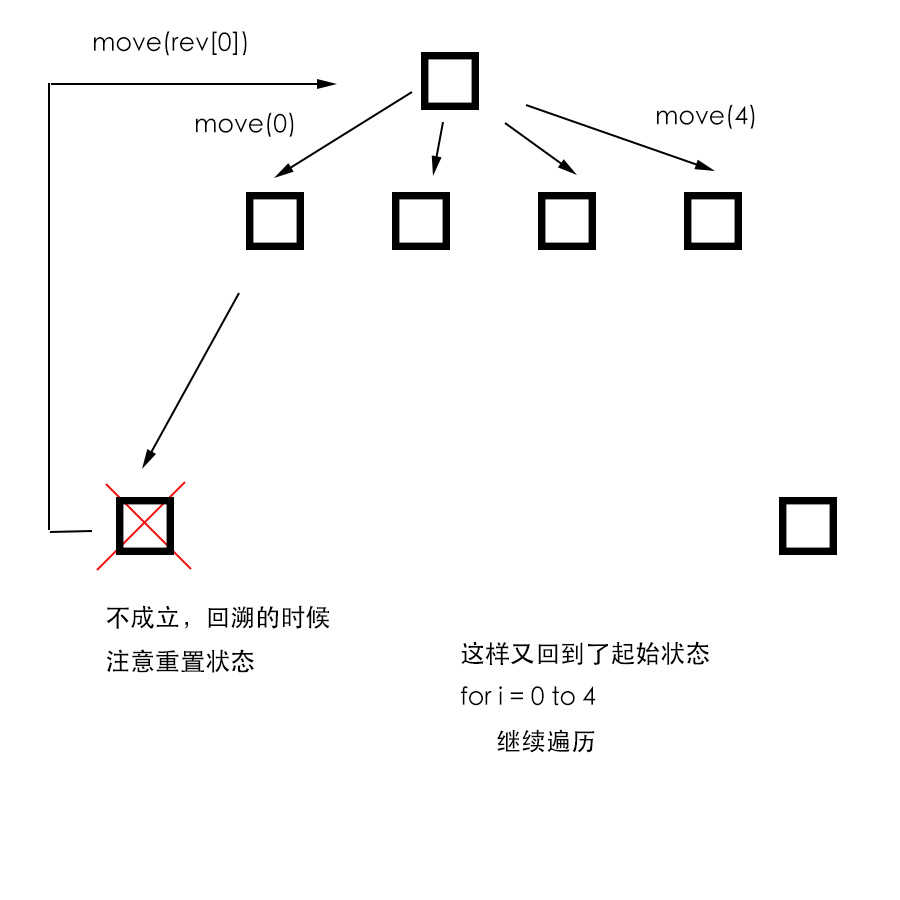 move(rev[0])
move(0)
move(4)
不成立，回溯的时候
注意重置状态
这样又回到了起始状态
for i = 0 to 4
继续遍历